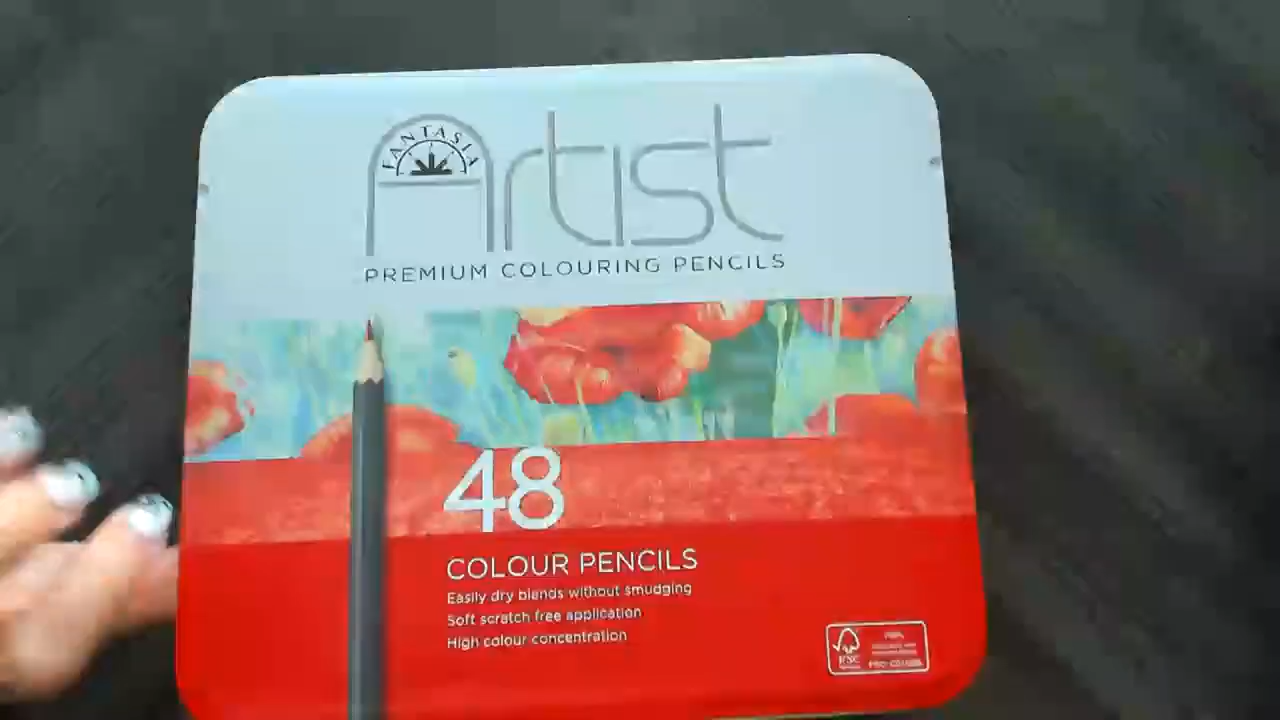 FANTASIA
Artist
PREMIUM COLOURING PENCILS
48
COLOUR PENCILS
Easily dry blends without smudging
Soft scratch free application
High colour concentration
FSC